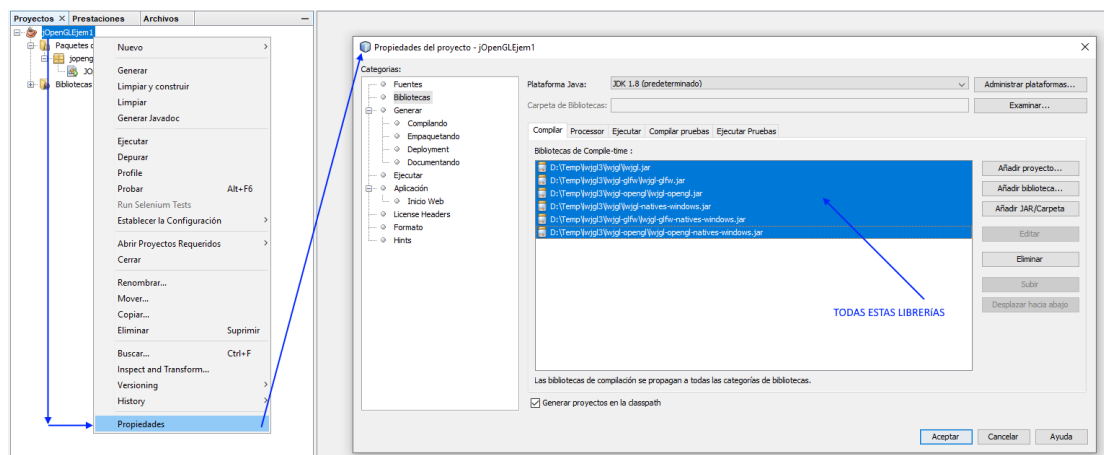 Proyectos × Prestaciones Archivos
jOpenGLEjem1
Paquetes d
jopeng
JO
Bibliotecas
Nuevo
Generar
Limpiar y construir
Limpiar
Generar Javadoc
Ejecutar
Depurar
Profile
Probar Alt+F6
Run Selenium Tests
Establecer la Configuración
Abrir Proyectos Requeridos
Cerrar
Renombrar...
Mover...
Copiar...
Eliminar Suprimir
Buscar... Ctrl+F
Inspect and Transform...
Versioning
History
Propiedades
Propiedades del proyecto - jOpenGLEjem1
Categorías:
Fuentes
Bibliotecas
Generar
Compilando
Empaquetando
Deployment
Documentando
Ejecutar
Aplicación
Inicio Web
License Headers
Formato
Hints
Plataforma Java: JDK 1.8 (predeterminado) Administrar plataformas...
Carpeta de Bibliotecas: Examinar...
Compilar Processor Ejecutar Compilar pruebas Ejecutar Pruebas
Bibliotecas de Compile-time :
D:\Temp\lwjgl3\lwjgl\lwjgl.jar
D:\Temp\lwjgl3\lwjgl-glfw\lwjgl-glfw.jar
D:\Temp\lwjgl3\lwjgl-opengl\lwjgl-opengl.jar
D:\Temp\lwjgl3\lwjgl\lwjgl-natives-windows.jar
D:\Temp\lwjgl3\lwjgl-glfw\lwjgl-glfw-natives-windows.jar
D:\Temp\lwjgl3\lwjgl-opengl\lwjgl-opengl-natives-windows.jar
Añadir proyecto...
Añadir biblioteca...
Añadir JAR/Carpeta
Editar
Eliminar
Subir
Desplazar hacia abajo
TODAS ESTAS LIBRERÍAS
Las bibliotecas de compilación se propagan a todas las categorías de bibliotecas.
Generar proyectos en la classpath
Aceptar Cancelar Ayuda